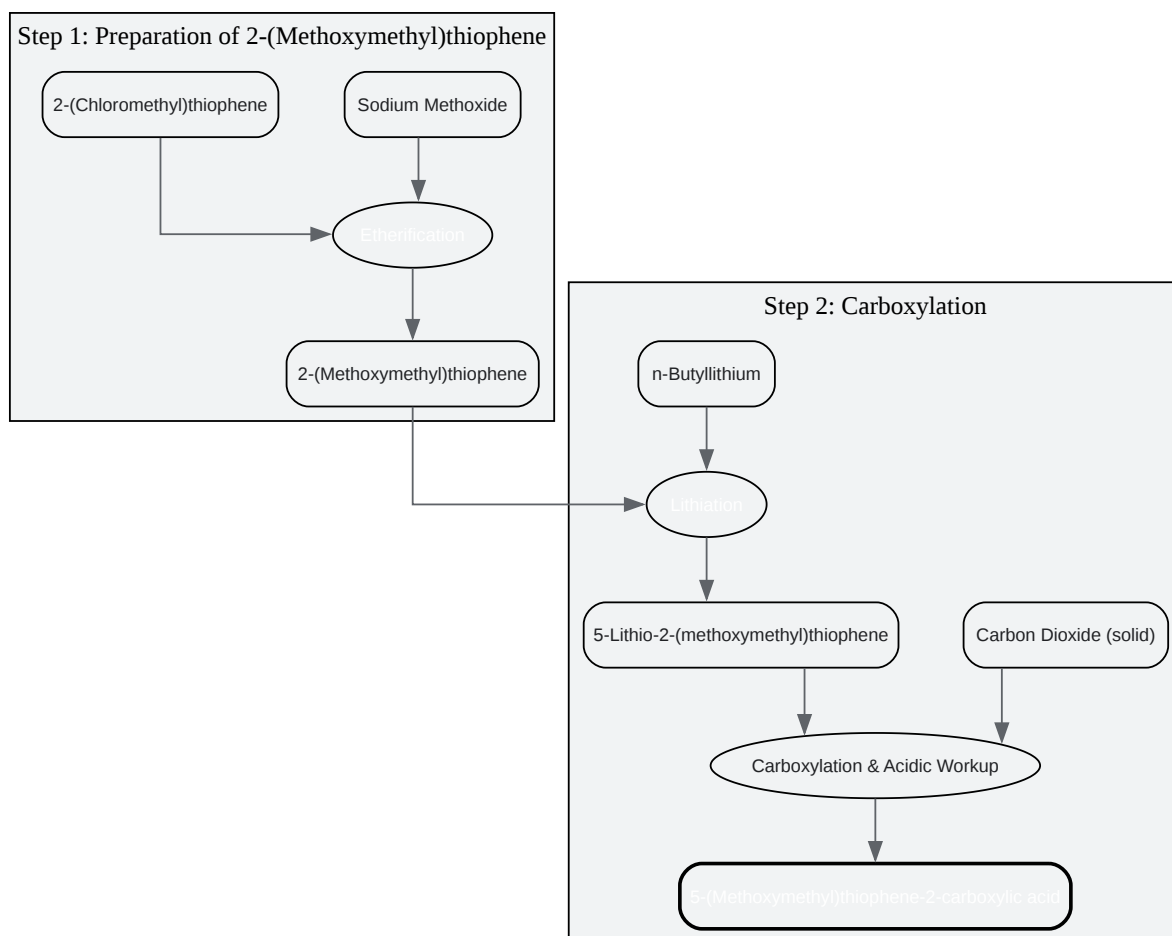 Step 1: Preparation of 2-(Methoxymethyl)thiophene
2-(Chloromethyl)thiophene
Sodium Methoxide
Etherification
2-(Methoxymethyl)thiophene
Step 2: Carboxylation
n-Butyllithium
Lithiation
5-Lithio-2-(methoxymethyl)thiophene
Carbon Dioxide (solid)
Carboxylation & Acidic Workup
5-(Methoxymethyl)thiophene-2-carboxylic acid